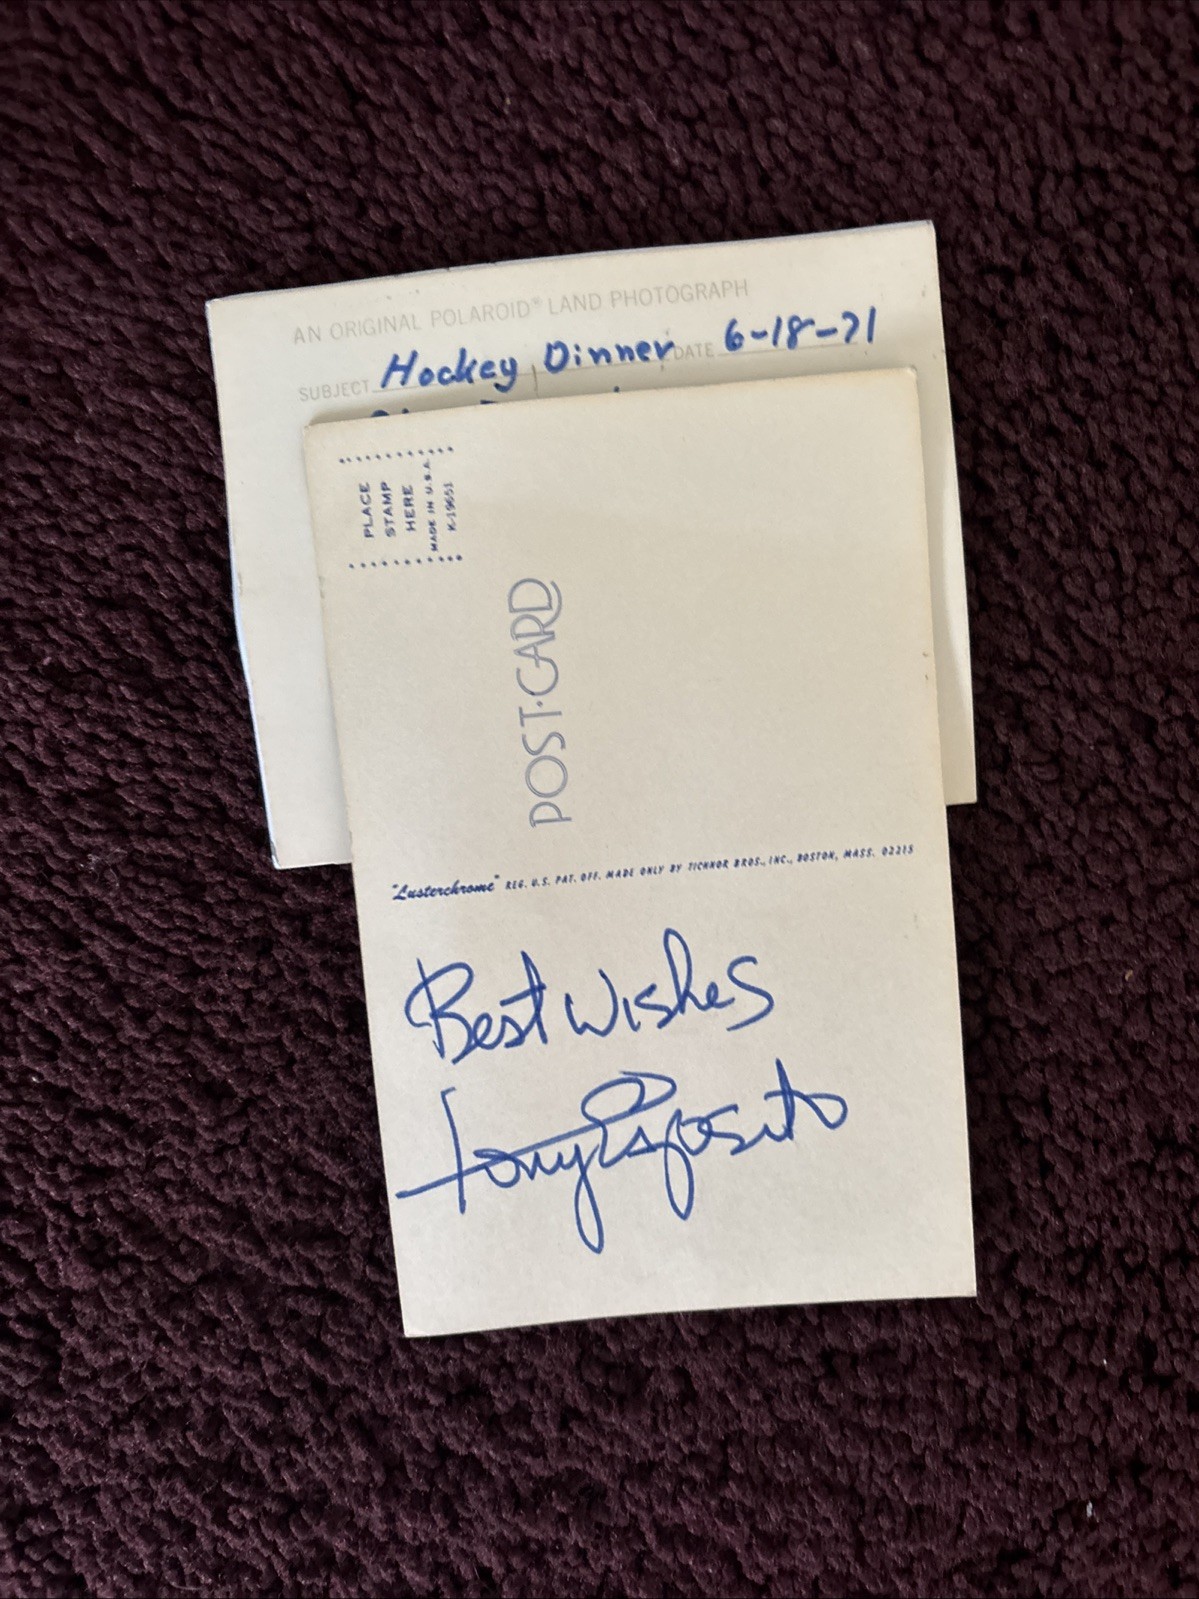 AN ORIGINAL POLAROID® LAND PHOTOGRAPH
SUBJECT Hockey Dinner DATE 6-18-71
PLACE
STAMP
HERE
MADE IN U.S.A.
K-19651
POST·CARD
"Lusterchrome" REG. U.S. PAT. OFF. MADE ONLY BY TICHNOR BROS., INC., BOSTON, MASS. 02215
Best Wishes
Tony Esposito